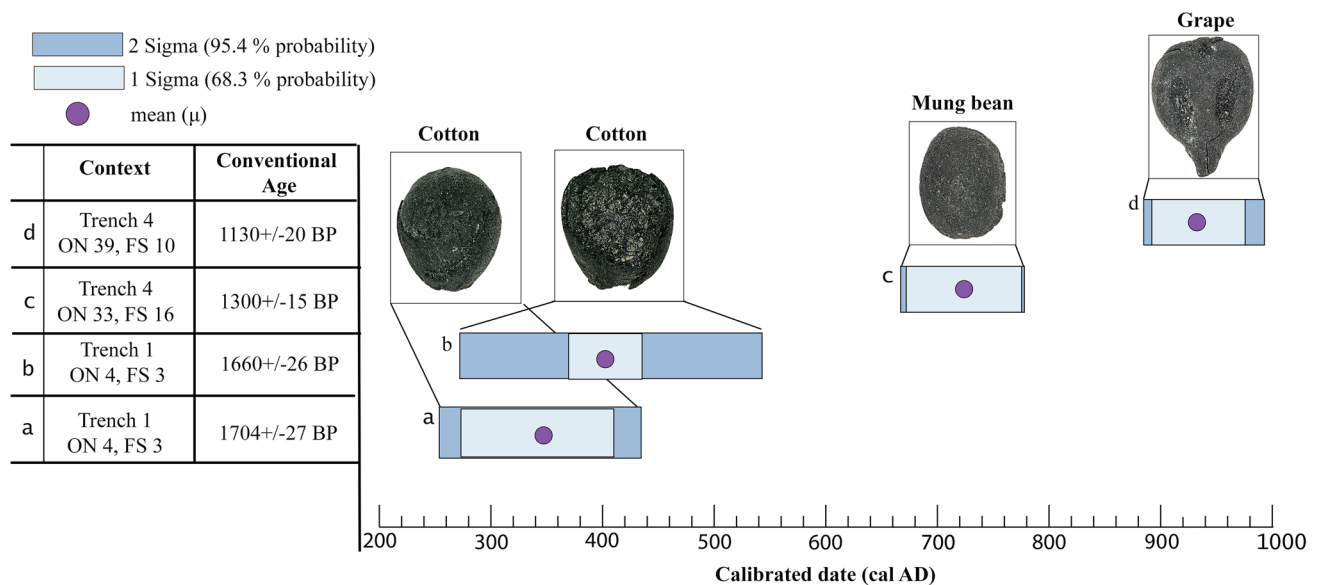 2 Sigma (95.4 % probability)
1 Sigma (68.3 % probability)
mean (µ)
Context
Conventional
Age
d
Trench 4
ON 39, FS 10
1130+/-20 BP
c
Trench 4
ON 33, FS 16
1300+/-15 BP
b
Trench 1
ON 4, FS 3
1660+/-26 BP
a
Trench 1
ON 4, FS 3
1704+/-27 BP
Cotton
Cotton
Mung bean
Grape
d
c
b
a
200 300 400 500 600 700 800 900 1000
Calibrated date (cal AD)